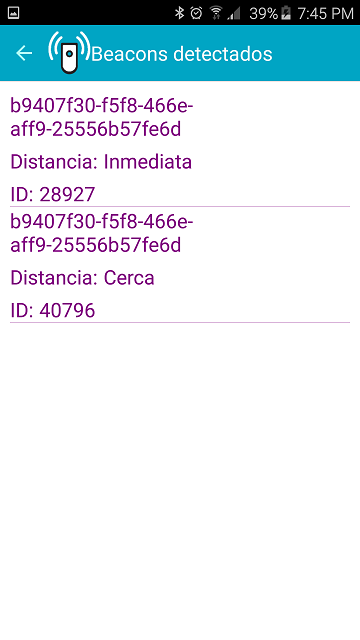 39% 7:45 PM
Beacons detectados
b9407f30-f5f8-466e-
aff9-25556b57fe6d
Distancia: Inmediata
ID: 28927
b9407f30-f5f8-466e-
aff9-25556b57fe6d
Distancia: Cerca
ID: 40796